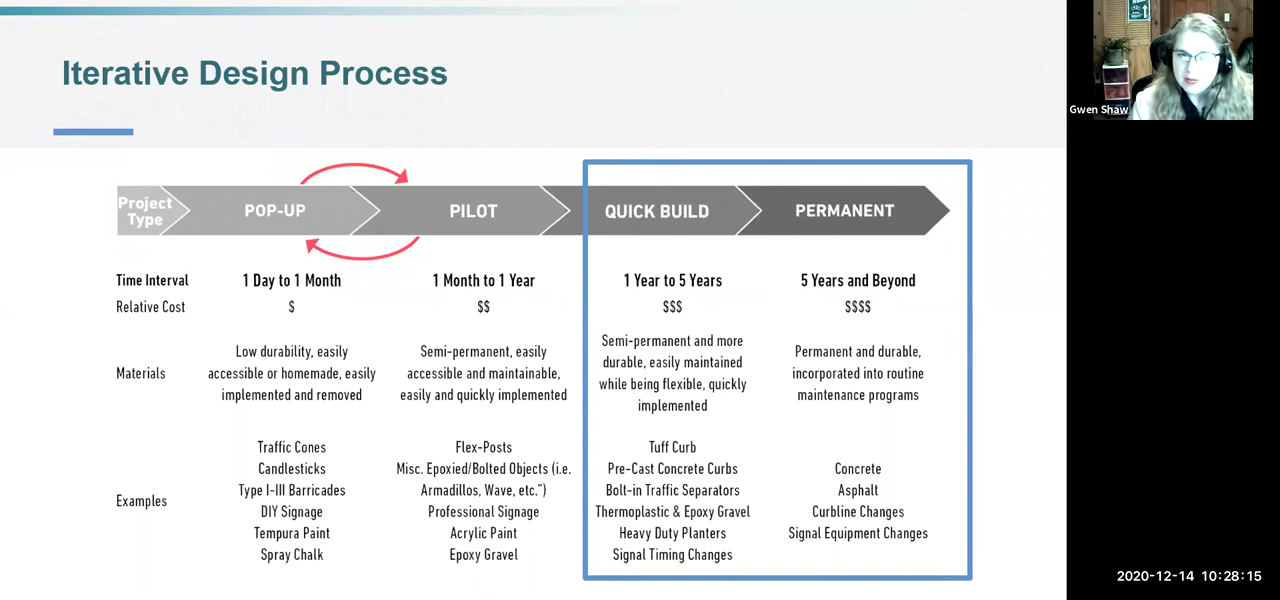 Iterative Design Process
Gwen Shaw
Project
Type
POP-UP
PILOT
QUICK BUILD
PERMANENT
Time Interval
1 Day to 1 Month
1 Month to 1 Year
1 Year to 5 Years
5 Years and Beyond
Relative Cost
$
$$
$$$
$$$$
Materials
Low durability, easily
accessible or homemade, easily
implemented and removed
Semi-permanent, easily
accessible and maintainable,
easily and quickly implemented
Semi-permanent and more
durable, easily maintained
while being flexible, quickly
implemented
Permanent and durable,
incorporated into routine
maintenance programs
Examples
Traffic Cones
Candlesticks
Type I-III Barricades
DIY Signage
Tempura Paint
Spray Chalk
Flex-Posts
Misc. Epoxied/Bolted Objects (i.e.
Armadillos, Wave, etc.")
Professional Signage
Acrylic Paint
Epoxy Gravel
Tuff Curb
Pre-Cast Concrete Curbs
Bolt-in Traffic Separators
Thermoplastic & Epoxy Gravel
Heavy Duty Planters
Signal Timing Changes
Concrete
Asphalt
Curbline Changes
Signal Equipment Changes
2020-12-14 10:28:15